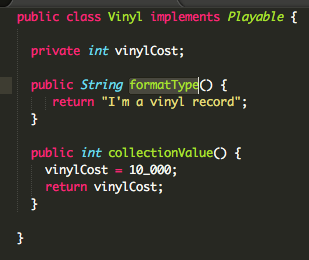 public class Vinyl implements Playable {
private int vinylCost;
public String formatType() {
return "I'm a vinyl record";
}
public int collectionValue() {
vinylCost = 10_000;
return vinylCost;
}
}